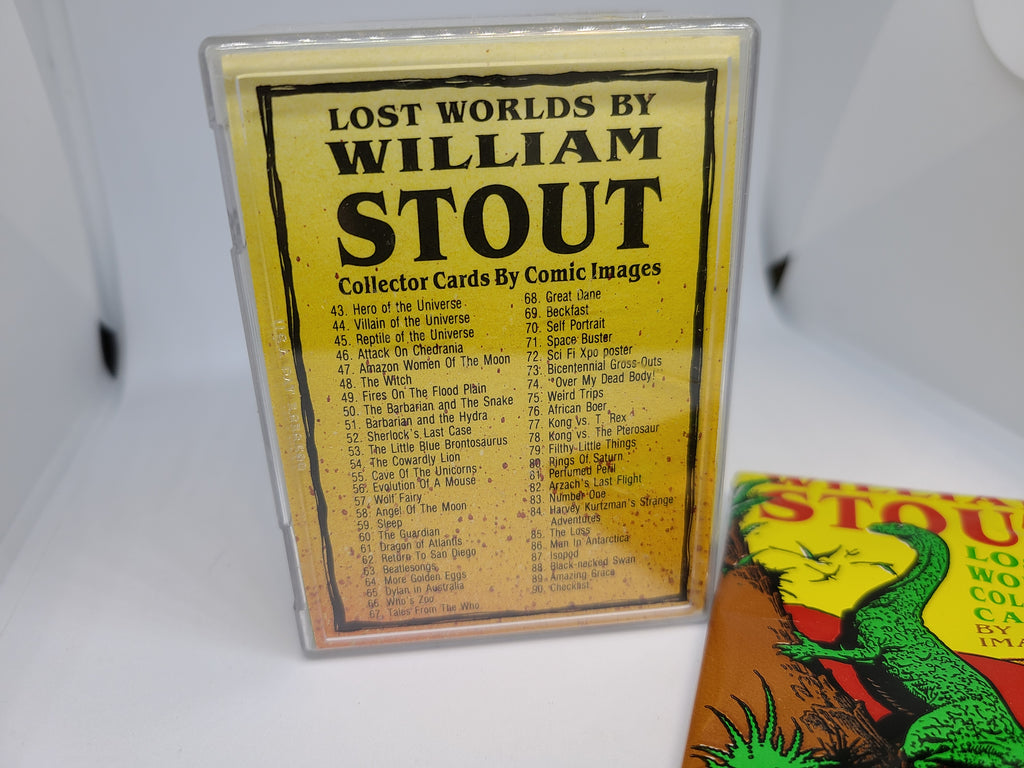 LOST WORLDS BY
WILLIAM
STOUT
Collector Cards By Comic Images
43. Hero of the Universe
44. Villain of the Universe
45. Reptile of the Universe
46. Attack On Chedrania
47. Amazon Women Of The Moon
48. The Witch
49. Fires On The Flood Plain
50. The Barbarian and The Snake
51. Barbarian and the Hydra
52. Sherlock's Last Case
53. The Little Blue Brontosaurus
54. The Cowardly Lion
55. Cave Of The Unicorns
56. Evolution Of A Mouse
57. Wolf Fairy
58. Angel Of The Moon
59. Sleep
60. The Guardian
61. Dragon of Atlantis
62. Return To San Diego
63. Beatlesongs
64. More Golden Eggs
65. Dylan in Australia
66. Who's Zoo
67. Tales From The Who
68. Great Dane
69. Beckfast
70. Self Portrait
71. Space Buster
72. Sci Fi Xpo poster
73. Bicentennial Gross-Outs
74. "Over My Dead Body!"
75. Weird Trips
76. African Boer
77. Kong vs. T. Rex
78. Kong vs. The Pterosaur
79. Filthy Little Things
80. Rings Of Saturn
81. Perfumed Peril
82. Arzach's Last Flight
83. Number One
84. Harvey Kurtzman's Strange
Adventures
85. The Loss
86. Men In Antarctica
87. Isopod
88. Black-necked Swan
89. Amazing Grace
90. Checklist
STOU
LO
WO
COL
CA
BY
IMA